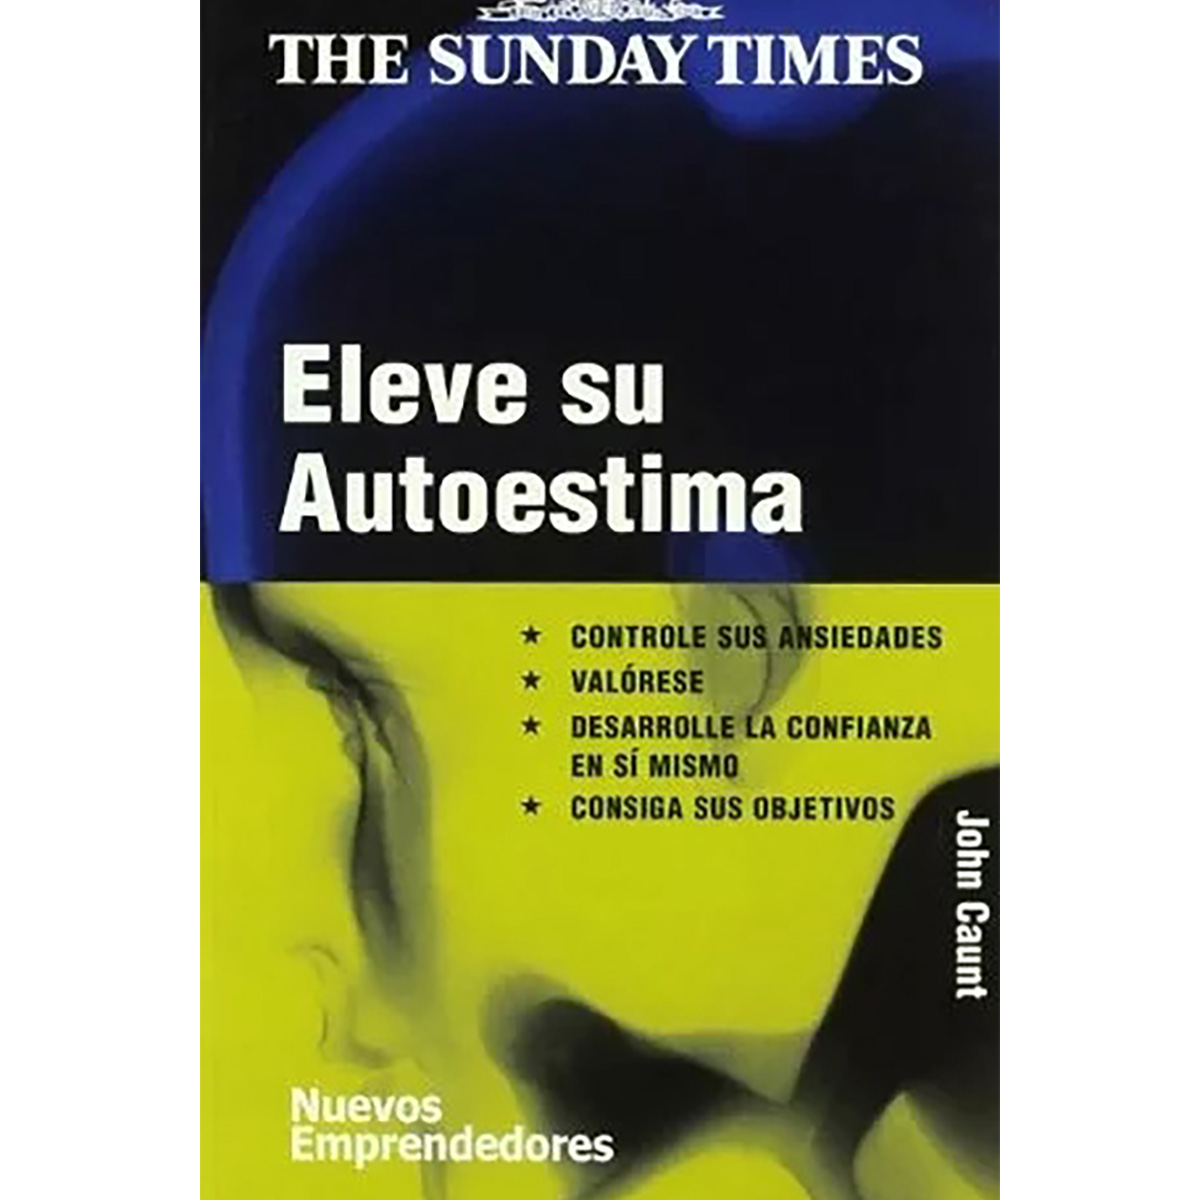 THE SUNDAY TIMES
Eleve su
Autoestima
★ CONTROLE SUS ANSIEDADES
★ VALÓRESE
★ DESARROLLE LA CONFIANZA
EN SÍ MISMO
★ CONSIGA SUS OBJETIVOS
John Caunt
Nuevos
Emprendedores